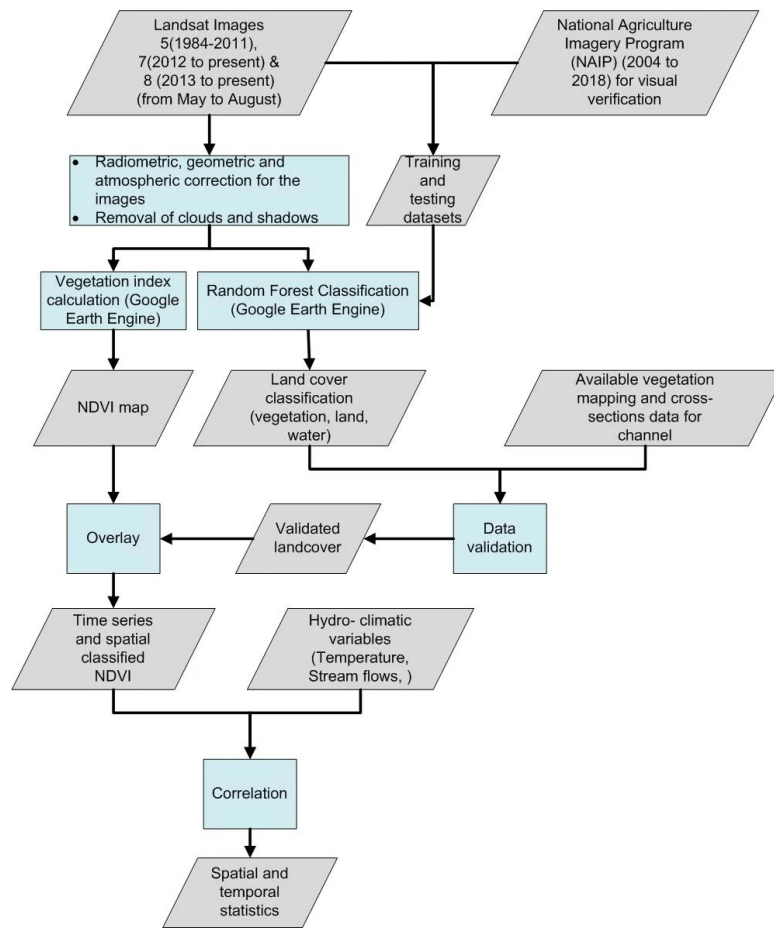 Landsat Images
5(1984-2011),
7(2012 to present) &
8 (2013 to present)
(from May to August)
National Agriculture
Imagery Program
(NAIP) (2004 to
2018) for visual
verification
• Radiometric, geometric and
atmospheric correction for the
images
• Removal of clouds and shadows
Training
and
testing
datasets
Vegetation index
calculation (Google
Earth Engine)
Random Forest Classification
(Google Earth Engine)
NDVI map
Land cover
classification
(vegetation, land,
water)
Available vegetation
mapping and cross-
sections data for
channel
Overlay
Validated
landcover
Data
validation
Time series
and spatial
classified
NDVI
Hydro- climatic
variables
(Temperature,
Stream flows, )
Correlation
Spatial and
temporal
statistics